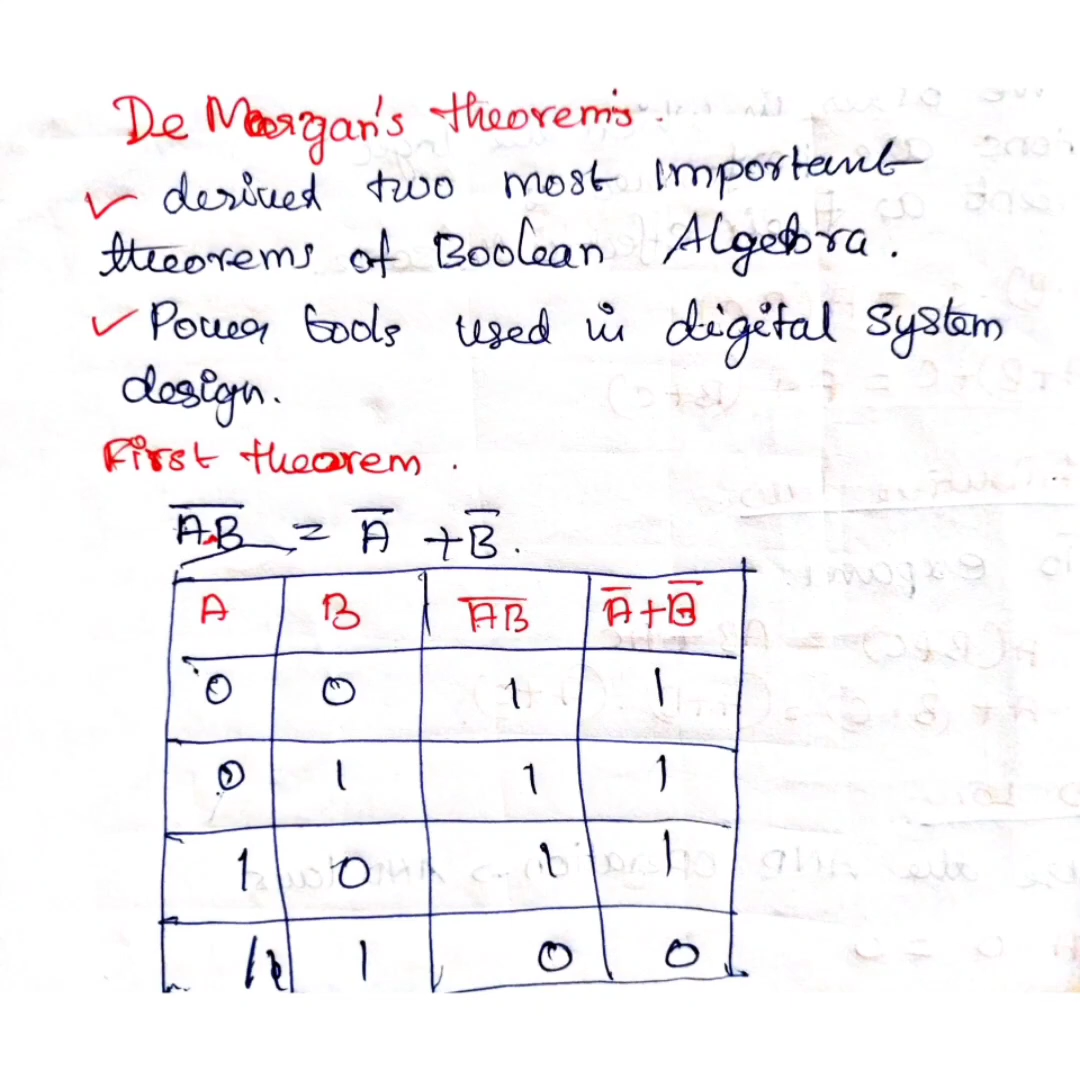 De Morgan's theorems.
✓ derived two most important
theorems of Boolean Algebra.
✓ Power tools used in digital system
design.
First theorem.
A̅.̅B̅ = A̅ + B̅.
A B A̅B̅ A̅+B̅
0 0 1 1
0 1 1 1
1 0 1 1
1 1 0 0